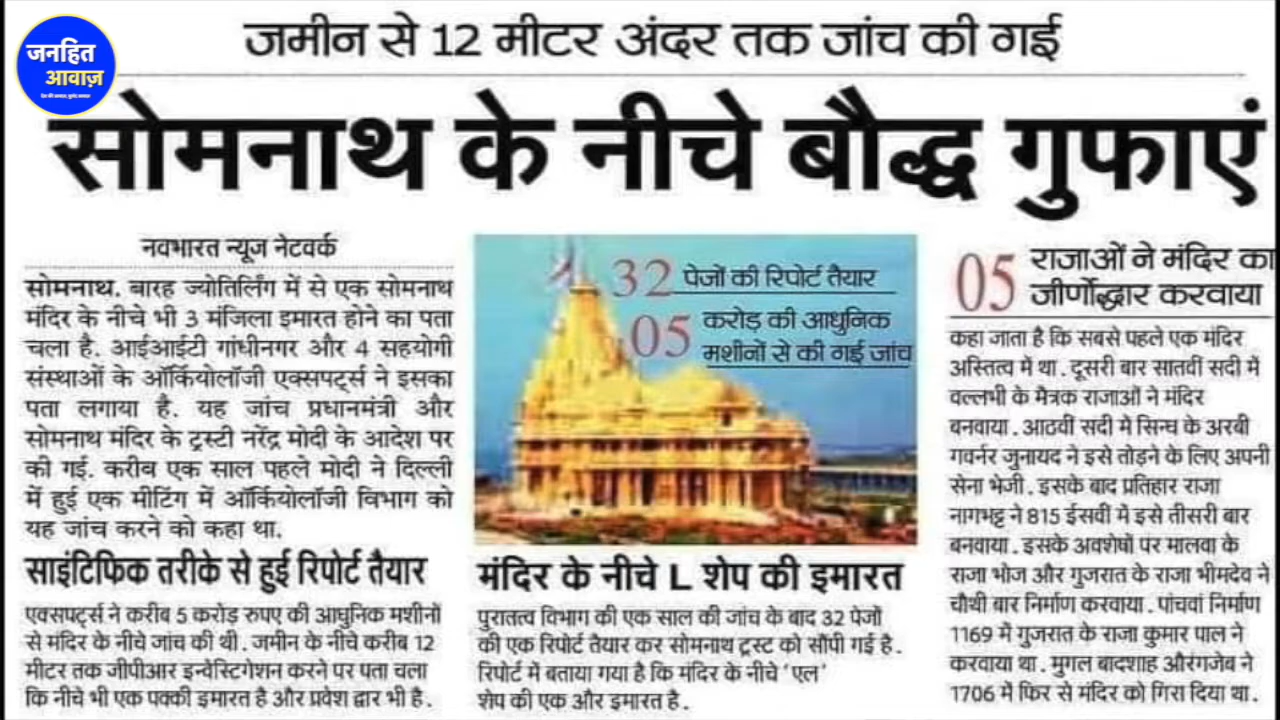 जनहित
आवाज़
जमीन से 12 मीटर अंदर तक जांच की गई
सोमनाथ के नीचे बौद्ध गुफाएं
नवभारत न्यूज नेटवर्क
सोमनाथ. बारह ज्योतिर्लिंग में से एक सोमनाथ
मंदिर के नीचे भी 3 मंजिला इमारत होने का पता
चला है. आईआईटी गांधीनगर और 4 सहयोगी
संस्थाओं के ऑर्कियोलॉजी एक्सपर्ट्स ने इसका
पता लगाया है. यह जांच प्रधानमंत्री और
सोमनाथ मंदिर के ट्रस्टी नरेंद्र मोदी के आदेश पर
की गई. करीब एक साल पहले मोदी ने दिल्ली
में हुई एक मीटिंग में ऑर्कियोलॉजी विभाग को
यह जांच करने को कहा था.
साइंटिफिक तरीके से हुई रिपोर्ट तैयार
एक्सपर्ट्स ने करीब 5 करोड़ रुपए की आधुनिक मशीनों
से मंदिर के नीचे जांच की थी. जमीन के नीचे करीब 12
मीटर तक जीपीआर इन्वेस्टिगेशन करने पर पता चला
कि नीचे भी एक पक्की इमारत है और प्रवेश द्वार भी है.
32 पेजों की रिपोर्ट तैयार
05 करोड़ की आधुनिक
मशीनों से की गई जांच
मंदिर के नीचे L शेप की इमारत
पुरातत्व विभाग की एक साल की जांच के बाद 32 पेजों
की एक रिपोर्ट तैयार कर सोमनाथ ट्रस्ट को सौंपी गई है.
रिपोर्ट में बताया गया है कि मंदिर के नीचे 'एल'
शेप की एक और इमारत है.
05 राजाओं ने मंदिर का
जीर्णोद्धार करवाया
कहा जाता है कि सबसे पहले एक मंदिर
अस्तित्व में था. दूसरी बार सातवीं सदी में
वल्लभी के मैत्रक राजाओं ने मंदिर
बनवाया. आठवीं सदी में सिन्ध के अरबी
गवर्नर जुनायद ने इसे तोड़ने के लिए अपनी
सेना भेजी. इसके बाद प्रतिहार राजा
नागभट्ट ने 815 ईसवी में इसे तीसरी बार
बनवाया. इसके अवशेषों पर मालवा के
राजा भोज और गुजरात के राजा भीमदेव ने
चौथी बार निर्माण करवाया. पांचवां निर्माण
1169 में गुजरात के राजा कुमार पाल ने
करवाया था. मुगल बादशाह औरंगजेब ने
1706 में फिर से मंदिर को गिरा दिया था.